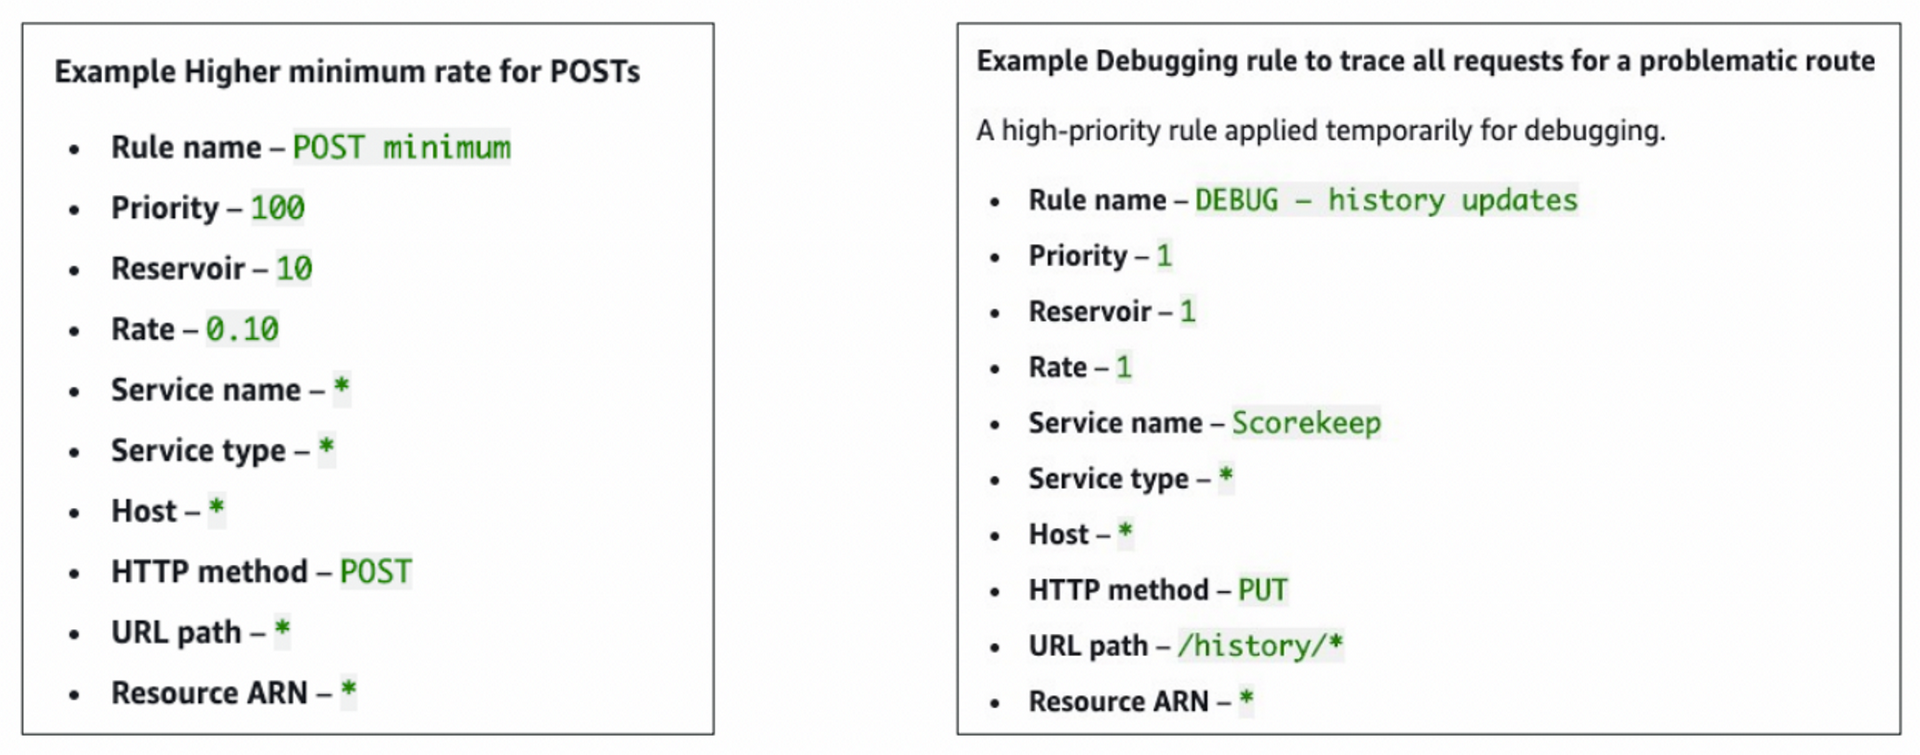 Example Higher minimum rate for POSTs
• Rule name – POST minimum
• Priority – 100
• Reservoir – 10
• Rate – 0.10
• Service name – *
• Service type – *
• Host – *
• HTTP method – POST
• URL path – *
• Resource ARN – *
Example Debugging rule to trace all requests for a problematic route
A high-priority rule applied temporarily for debugging.
• Rule name – DEBUG – history updates
• Priority – 1
• Reservoir – 1
• Rate – 1
• Service name – Scorekeep
• Service type – *
• Host – *
• HTTP method – PUT
• URL path – /history/*
• Resource ARN – *